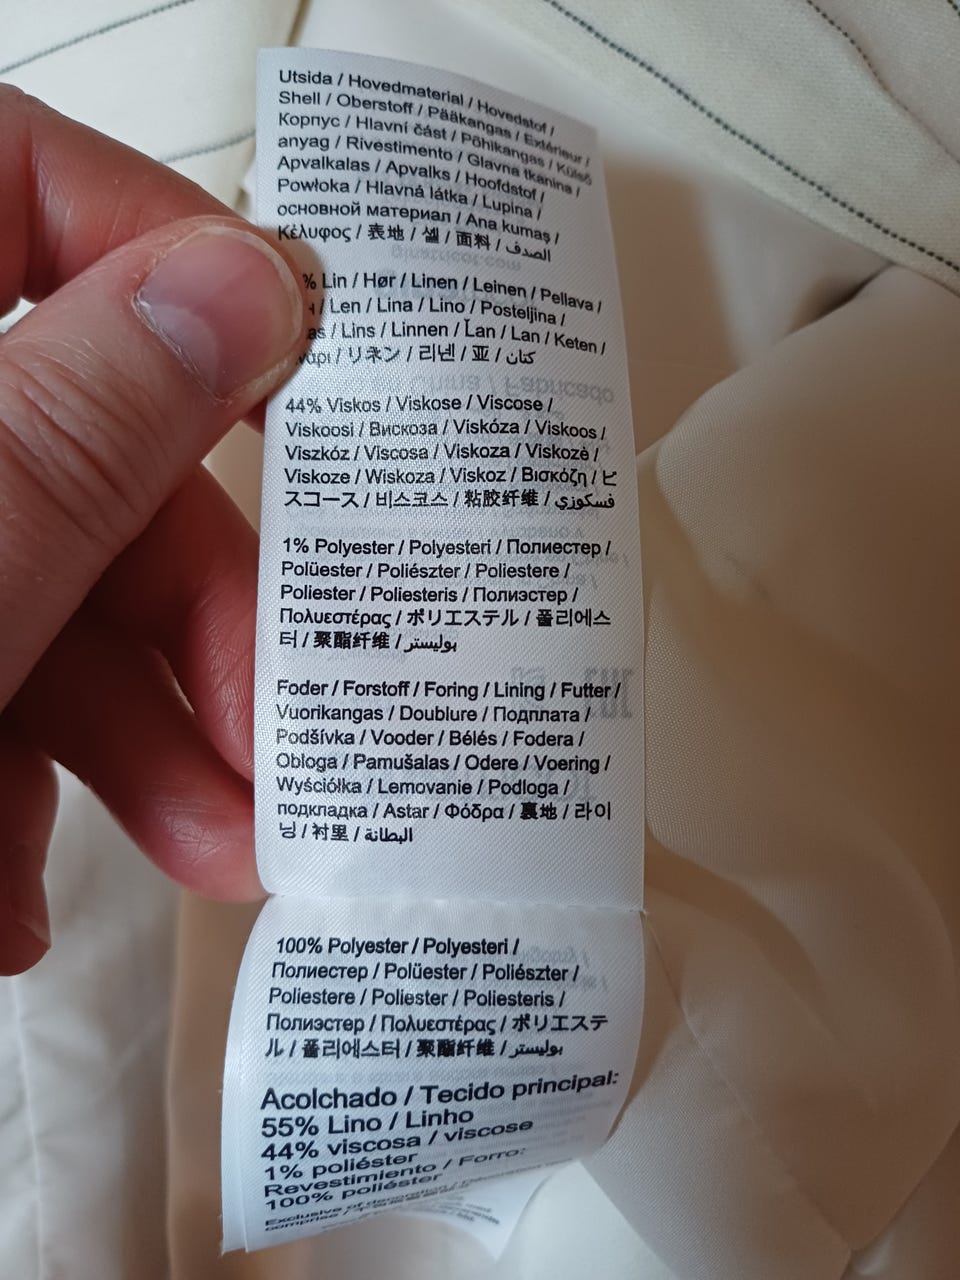 Utsida / Hovedmaterial / Hovedstof /
Shell / Oberstoff / Pääkangas / Extérieur /
Корпус / Hlavní část / Põhikangas / Külső
anyag / Rivestimento / Glavna tkanina /
Apvalkalas / Apvalks / Hoofdstof /
Powłoka / Hlavná látka / Lupina /
основной материал / Ana kumaş /
Κέλυφος / 表地 / 셸 / 面料 / الصدف
% Lin / Hør / Linen / Leinen / Pellava /
/ Len / Lina / Lino / Posteljina /
/ Lins / Linnen / Ļan / Lan / Keten /
/ リネン / 리넨 / 亚 / كتان
44% Viskos / Viskose / Viscose /
Viskoosi / Вискоза / Viskóza / Viskoos /
Viszkóz / Viscosa / Viskoza / Viskozė /
Viskoze / Wiskoza / Viskoz / Βισκόζη / ビ
スコース / 비스코스 / 粘胶纤维 / فسكوزي
1% Polyester / Polyesteri / Полиестер /
Polüester / Poliészter / Poliestere /
Poliester / Poliesteris / Полиэстер /
Πολυεστέρας / ポリエステル / 폴리에스
터 / 聚酯纤维 / بوليستر
Foder / Forstoff / Foring / Lining / Futter /
Vuorikangas / Doublure / Подплата /
Podšívka / Vooder / Bélés / Fodera /
Obloga / Pamušalas / Odere / Voering /
Wyściółka / Lemovanie / Podloga /
подкладка / Astar / Φόδρα / 裏地 / 라이
닝 / 衬里 / البطانة
100% Polyester / Polyesteri /
Полиестер / Polüester / Poliészter /
Poliestere / Poliester / Poliesteris /
Полиэстер / Πολυεστέρας / ポリエステ
ル / 폴리에스터 / 聚酯纤维 / بوليستر
Acolchado / Tecido principal:
55% Lino / Linho
44% viscosa / viscose
1% poliéster
Revestimiento / Forro:
100% poliéster
Exclusive of decoration /